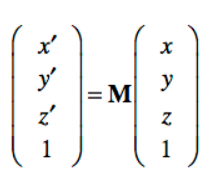 x′ x
y′ = M y
z′ z
1 1